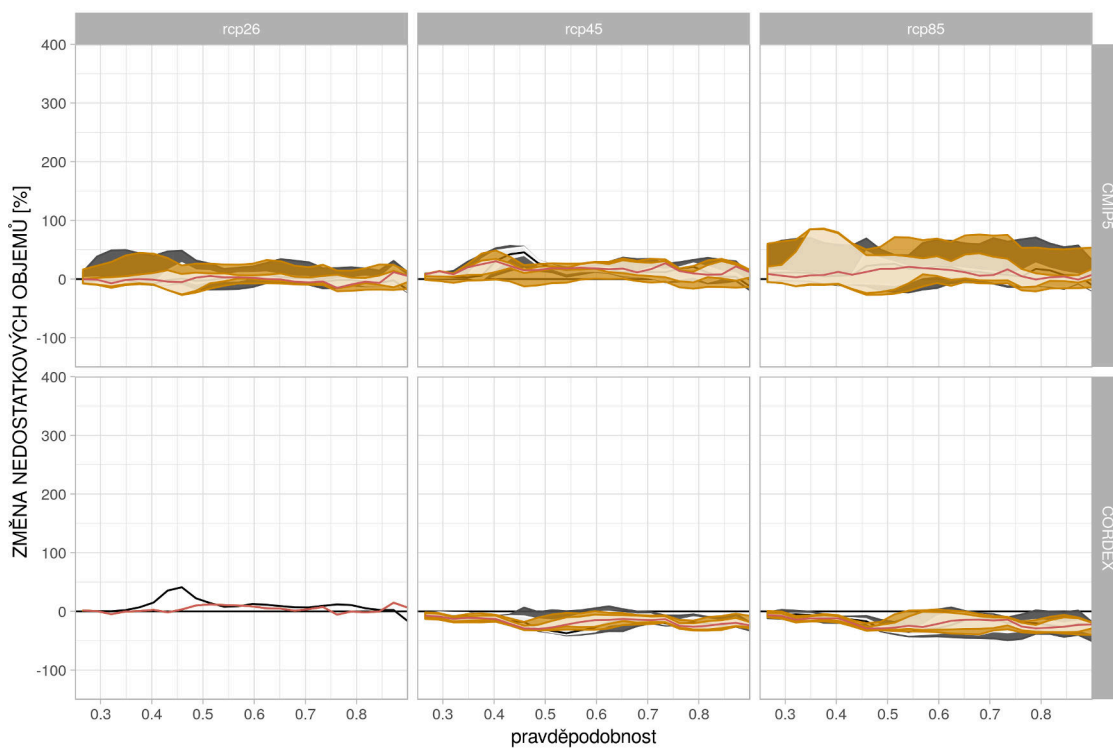 rcp26 rcp45 rcp85
400
300
200
100
0
-100
CMIP5
400
300
200
100
0
-100
CORDEX
ZMĚNA NEDOSTATKOVÝCH OBJEMŮ [%]
0.3 0.4 0.5 0.6 0.7 0.8 0.3 0.4 0.5 0.6 0.7 0.8 0.3 0.4 0.5 0.6 0.7 0.8
pravděpodobnost